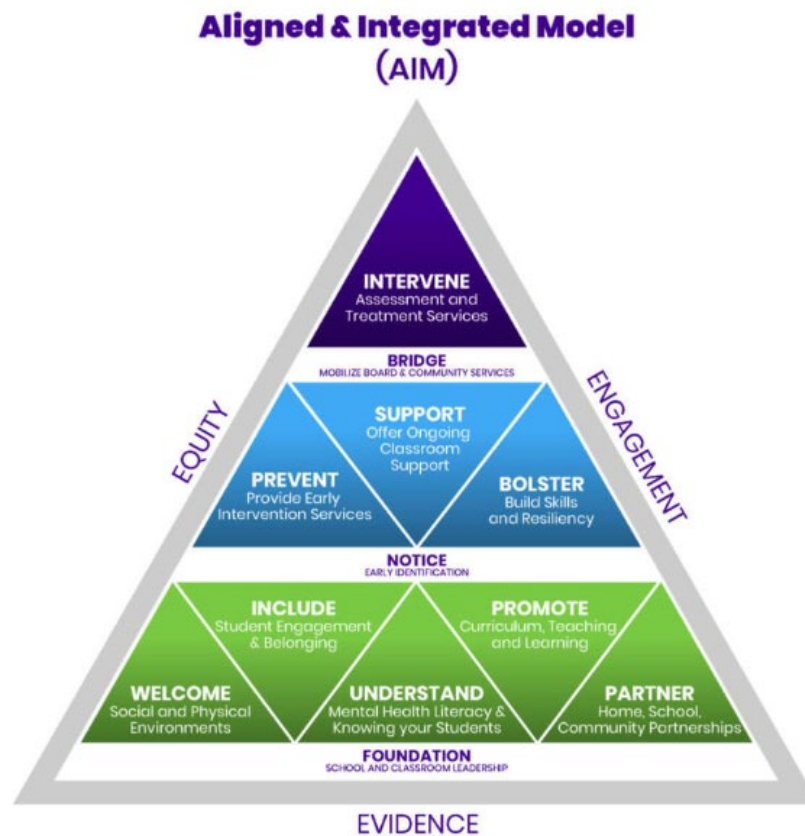 Aligned & Integrated Model
(AIM)
INTERVENE
Assessment and
Treatment Services
BRIDGE
MOBILIZE BOARD & COMMUNITY SERVICES
EQUITY
ENGAGEMENT
SUPPORT
Offer Ongoing
Classroom
Support
PREVENT
Provide Early
Intervention Services
BOLSTER
Build Skills
and Resiliency
NOTICE
EARLY IDENTIFICATION
INCLUDE
Student Engagement
& Belonging
PROMOTE
Curriculum, Teaching
and Learning
WELCOME
Social and Physical
Environments
UNDERSTAND
Mental Health Literacy &
Knowing your Students
PARTNER
Home, School,
Community Partnerships
FOUNDATION
SCHOOL AND CLASSROOM LEADERSHIP
EVIDENCE